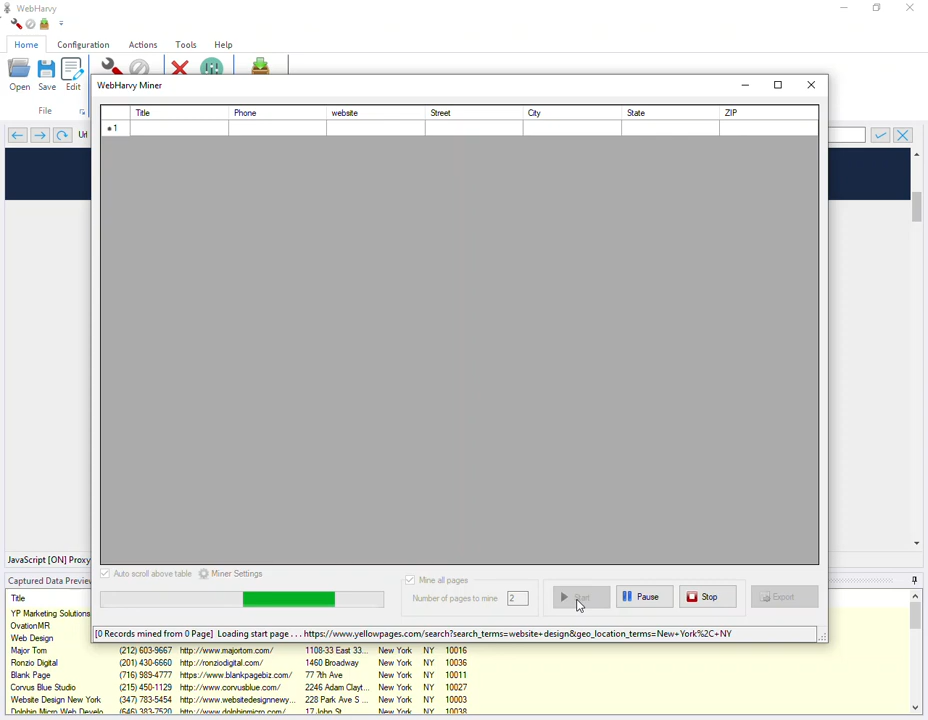 WebHarvy
Home Configuration Actions Tools Help
Open Save Edit
File
WebHarvy Miner
Title Phone website Street City State ZIP
1
Url
JavaScript [ON] Proxy
Auto scroll above table Miner Settings
Mine all pages
Number of pages to mine 2
Start Pause Stop Export
[0 Records mined from 0 Page] Loading start page . . . https://www.yellowpages.com/search?search_terms=website+design&geo_location_terms=New+York%2C+NY
Captured Data Preview
Title
YP Marketing Solutions
OvationMR
Web Design
Major Tom (212) 603-9667 http://www.majortom.com/ 1108-33 East 33... New York NY 10016
Ronzio Digital (201) 430-6660 http://ronziodigital.com/ 1460 Broadway New York NY 10036
Blank Page (716) 989-4777 https://www.blankpagebiz.com/ 77 7th Ave New York NY 10011
Corvus Blue Studio (215) 450-1129 http://www.corvusblue.com/ 2246 Adam Clayt... New York NY 10027
Website Design New York (347) 783-5454 http://www.websitedesignnewy... 228 Park Ave S ... New York NY 10003
Dolphin Micro Web Develo (646) 383-7520 http://www.dolphinmicro.com/ 17 John St New York NY 10038